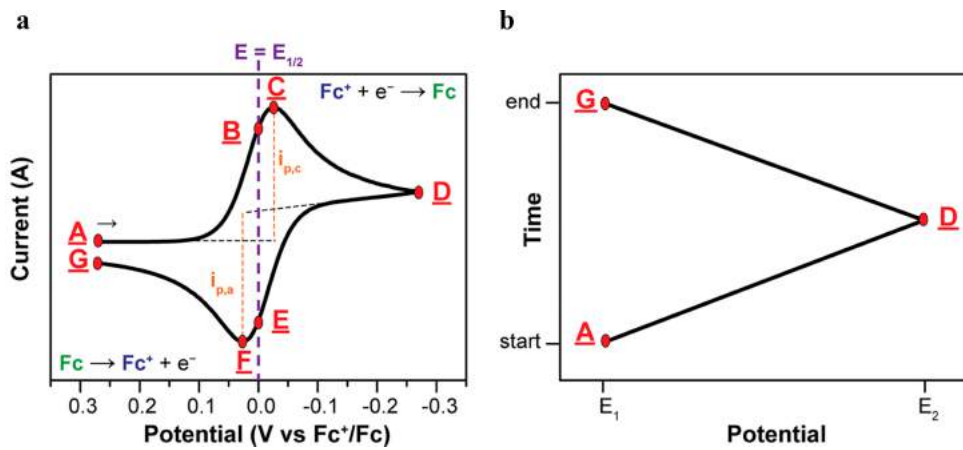 a
E = E1/2
C
Fc⁺ + e⁻ → Fc
B
ip,c
D
A →
G
ip,a
E
F
Fc → Fc⁺ + e⁻
Current (A)
0.3 0.2 0.1 0.0 -0.1 -0.2 -0.3
Potential (V vs Fc⁺/Fc)
b
end
G
D
Time
A
start
E1 E2
Potential